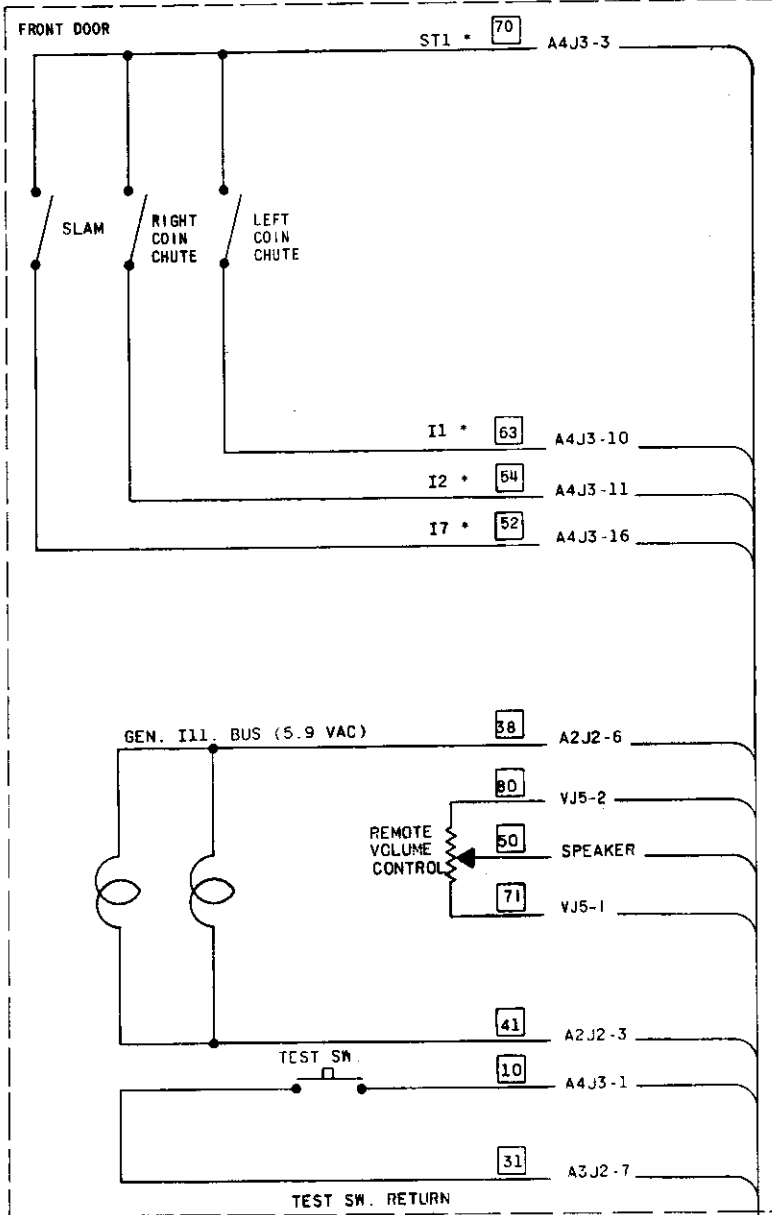 FRONT DOOR
ST1 * 70 A4J3-3
SLAM
RIGHT COIN CHUTE
LEFT COIN CHUTE
I1 * 63 A4J3-10
I2 * 54 A4J3-11
I7 * 52 A4J3-16
GEN. Ill. BUS (5.9 VAC) 38 A2J2-6
80 VJ5-2
REMOTE VOLUME CONTROL
50 SPEAKER
71 VJ5-1
41 A2J2-3
TEST SW.
10 A4J3-1
31 A3J2-7
TEST SW. RETURN